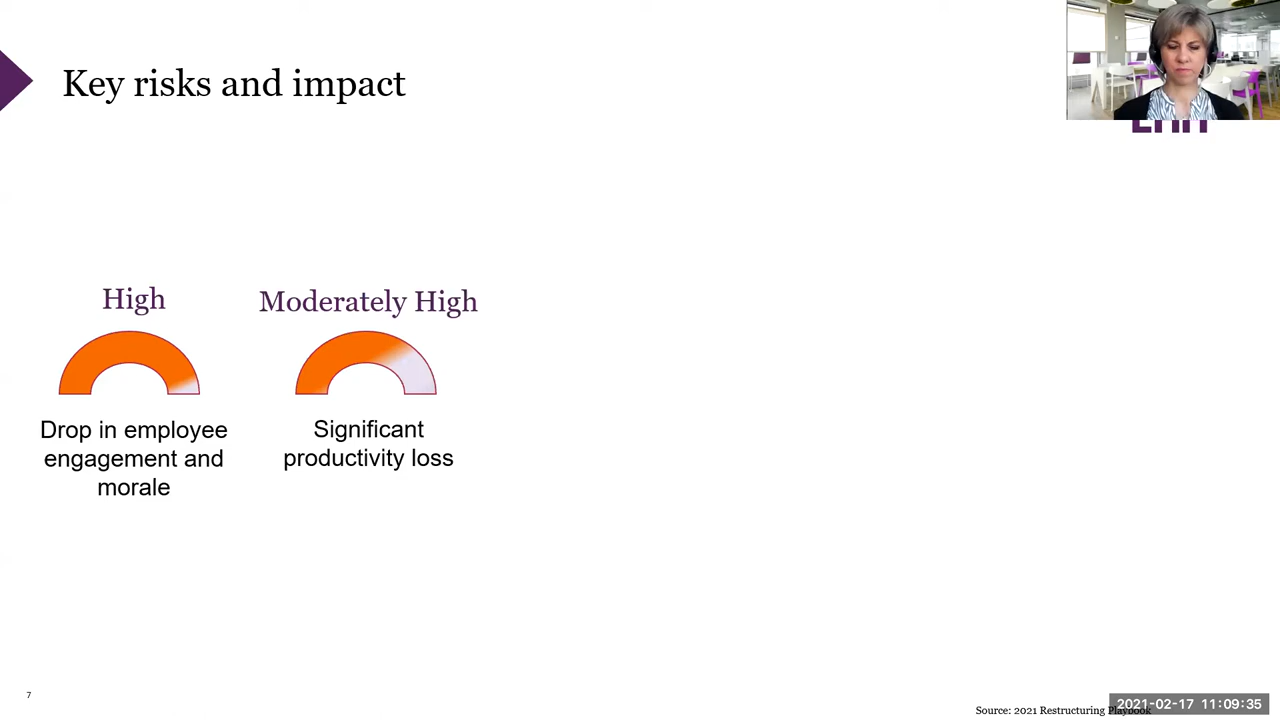 Key risks and impact
High
Drop in employee
engagement and
morale
Moderately High
Significant
productivity loss
7
Source: 2021 Restructuring Playbook
2021-02-17 11:09:35